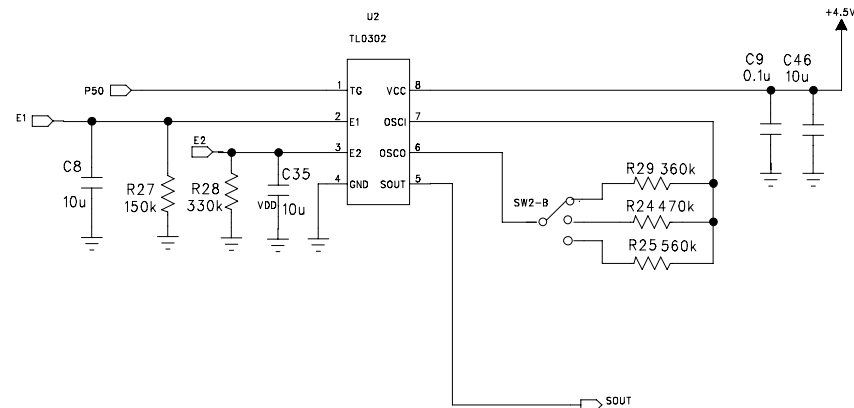 +4.5V
U2
TL0302
C9
0.1u
C46
10u
P50
1
TG
VCC
8
E1
2
E1
OSCI
7
E2
3
E2
OSCO
6
C8
10u
R27
150k
R28
330k
C35
VDD
10u
4
GND
SOUT
5
R29 360k
SW2-B
R24 470k
R25 560k
SOUT